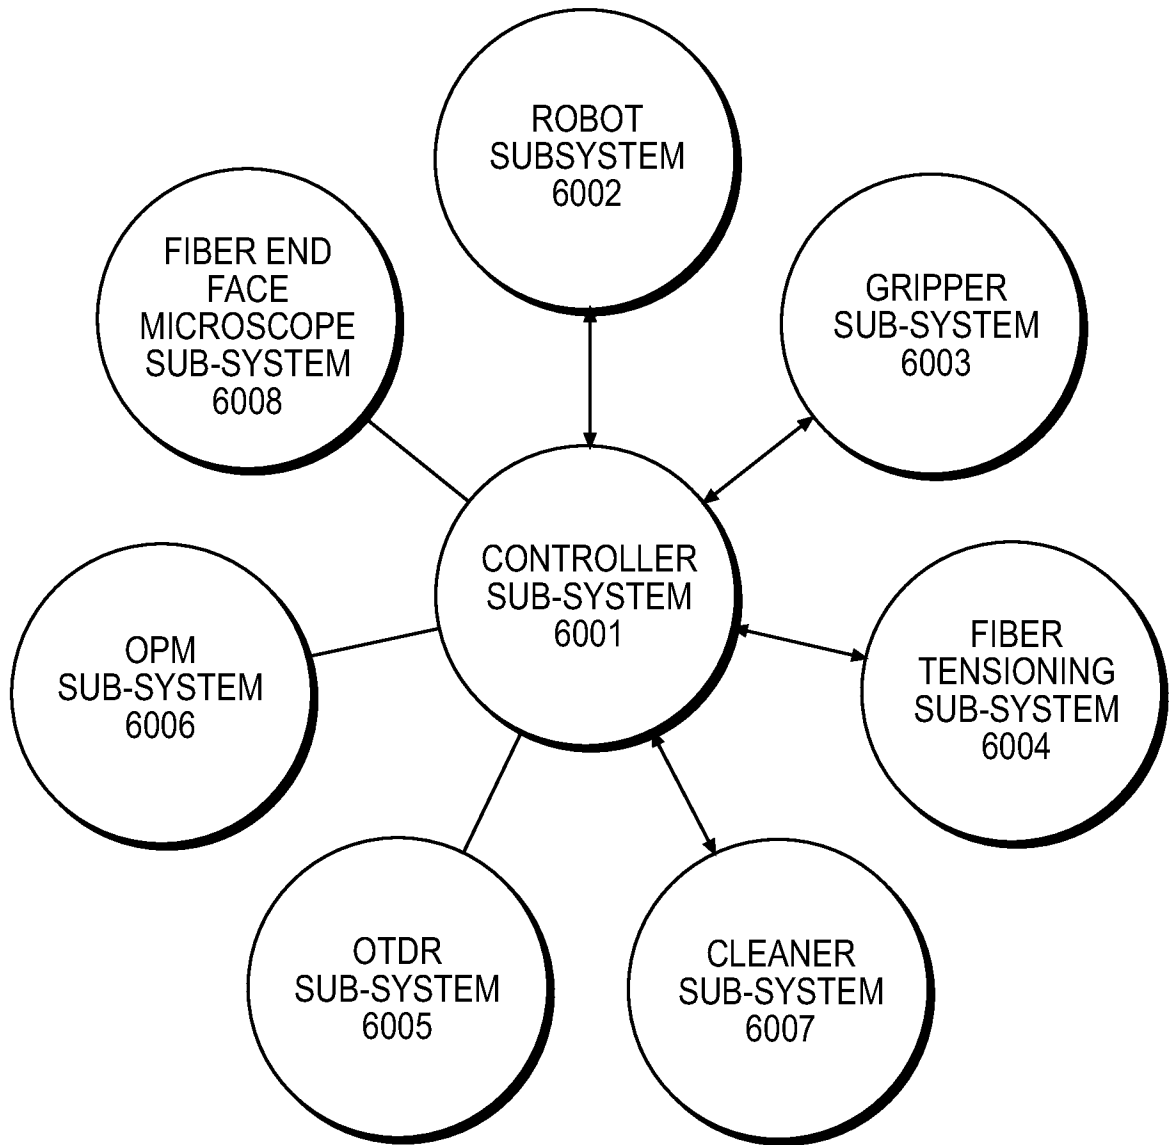 ROBOT
SUBSYSTEM
6002
FIBER END
FACE
MICROSCOPE
SUB-SYSTEM
6008
GRIPPER
SUB-SYSTEM
6003
CONTROLLER
SUB-SYSTEM
6001
OPM
SUB-SYSTEM
6006
FIBER
TENSIONING
SUB-SYSTEM
6004
OTDR
SUB-SYSTEM
6005
CLEANER
SUB-SYSTEM
6007